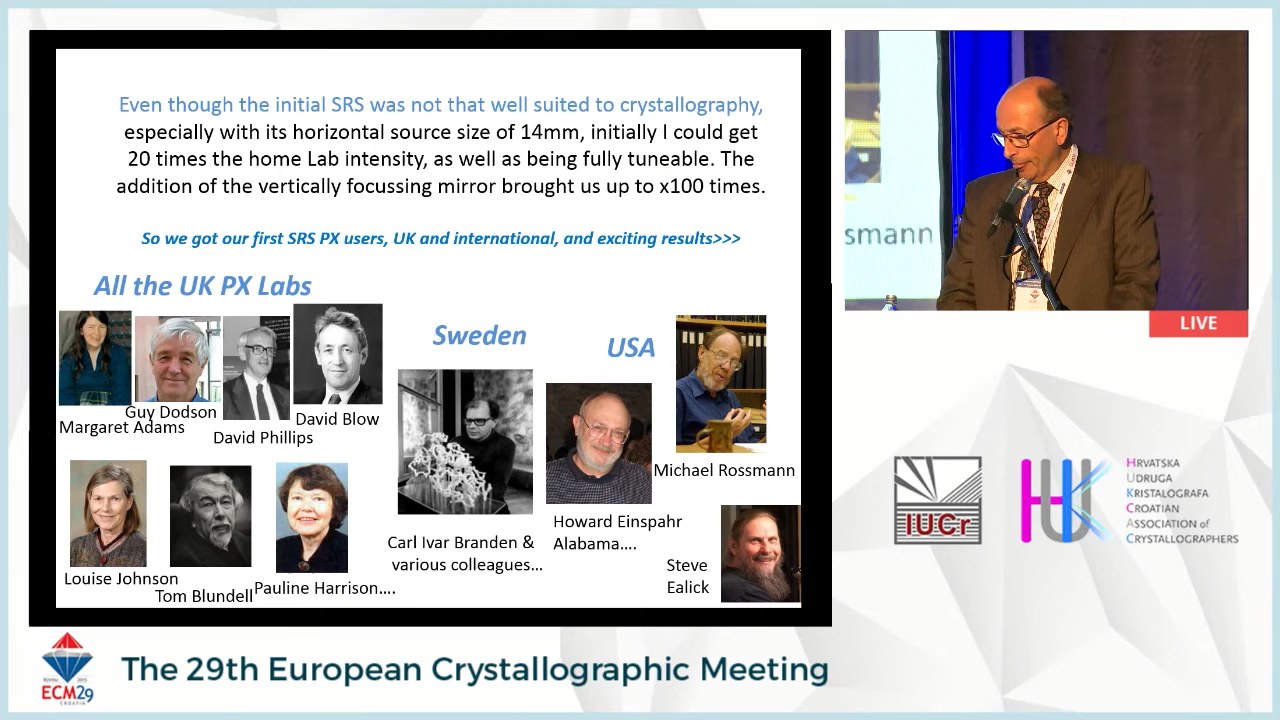 Even though the initial SRS was not that well suited to crystallography,
especially with its horizontal source size of 14mm, initially I could get
20 times the home Lab intensity, as well as being fully tuneable. The
addition of the vertically focussing mirror brought us up to x100 times.
So we got our first SRS PX users, UK and international, and exciting results>>>
All the UK PX Labs
Sweden
USA
Guy Dodson
Margaret Adams
David Phillips
David Blow
Michael Rossmann
Louise Johnson
Tom Blundell
Pauline Harrison....
Carl Ivar Branden &
various colleagues...
Howard Einspahr
Alabama....
Steve
Ealick
smann
LIVE
IUCr
HUK
HRVATSKA
UDRUGA
KRISTALOGRAFA
CROATIAN
ASSOCIATION of
CRYSTALLOGRAPHERS
ECM29
CROATIA
The 29th European Crystallographic Meeting